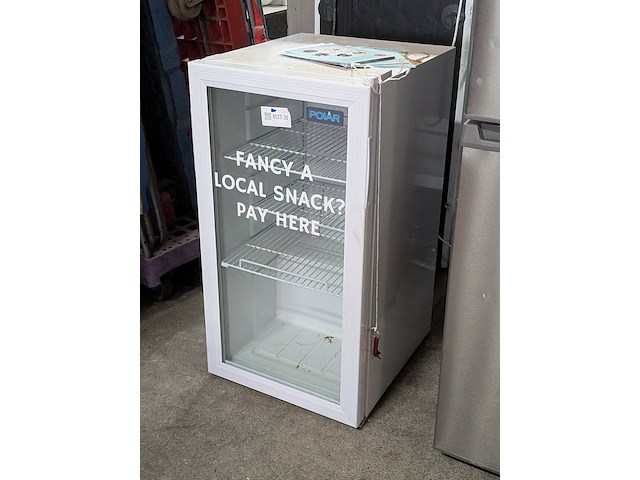 POLAR
FANCY A
LOCAL SNACK?
PAY HERE